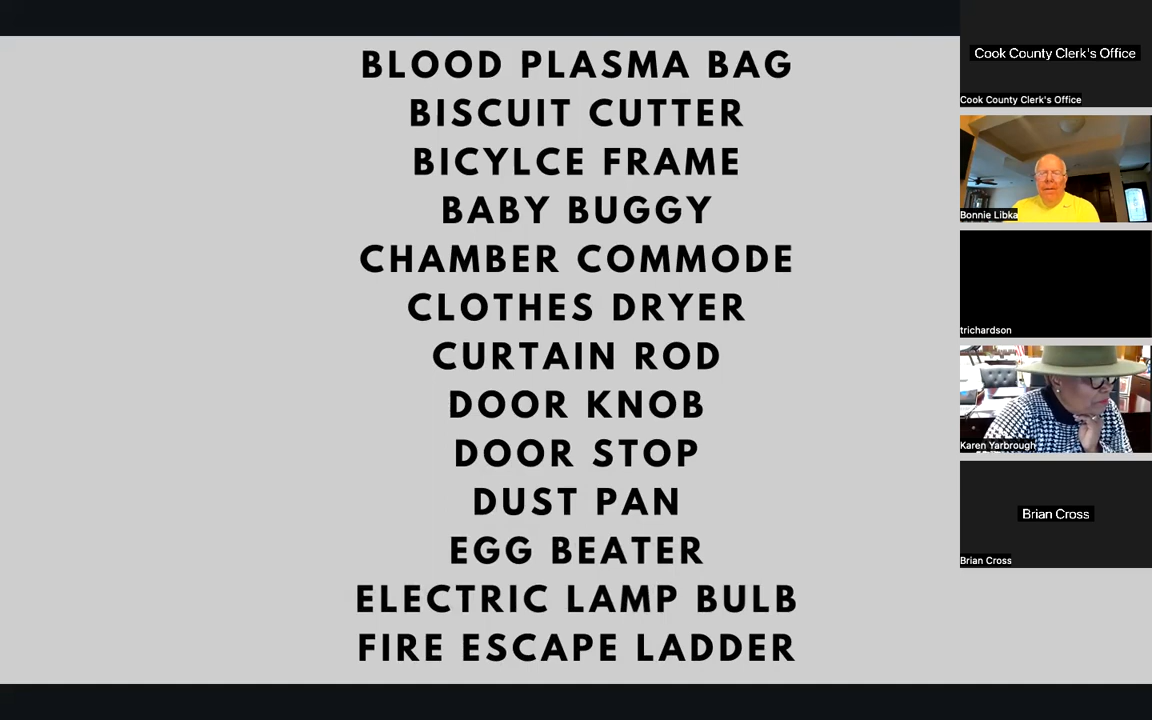 BLOOD PLASMA BAG
BISCUIT CUTTER
BICYLCE FRAME
BABY BUGGY
CHAMBER COMMODE
CLOTHES DRYER
CURTAIN ROD
DOOR KNOB
DOOR STOP
DUST PAN
EGG BEATER
ELECTRIC LAMP BULB
FIRE ESCAPE LADDER
Cook County Clerk's Office
Cook County Clerk's Office
Bonnie Libka
trichardson
Karen Yarbrough
Brian Cross
Brian Cross